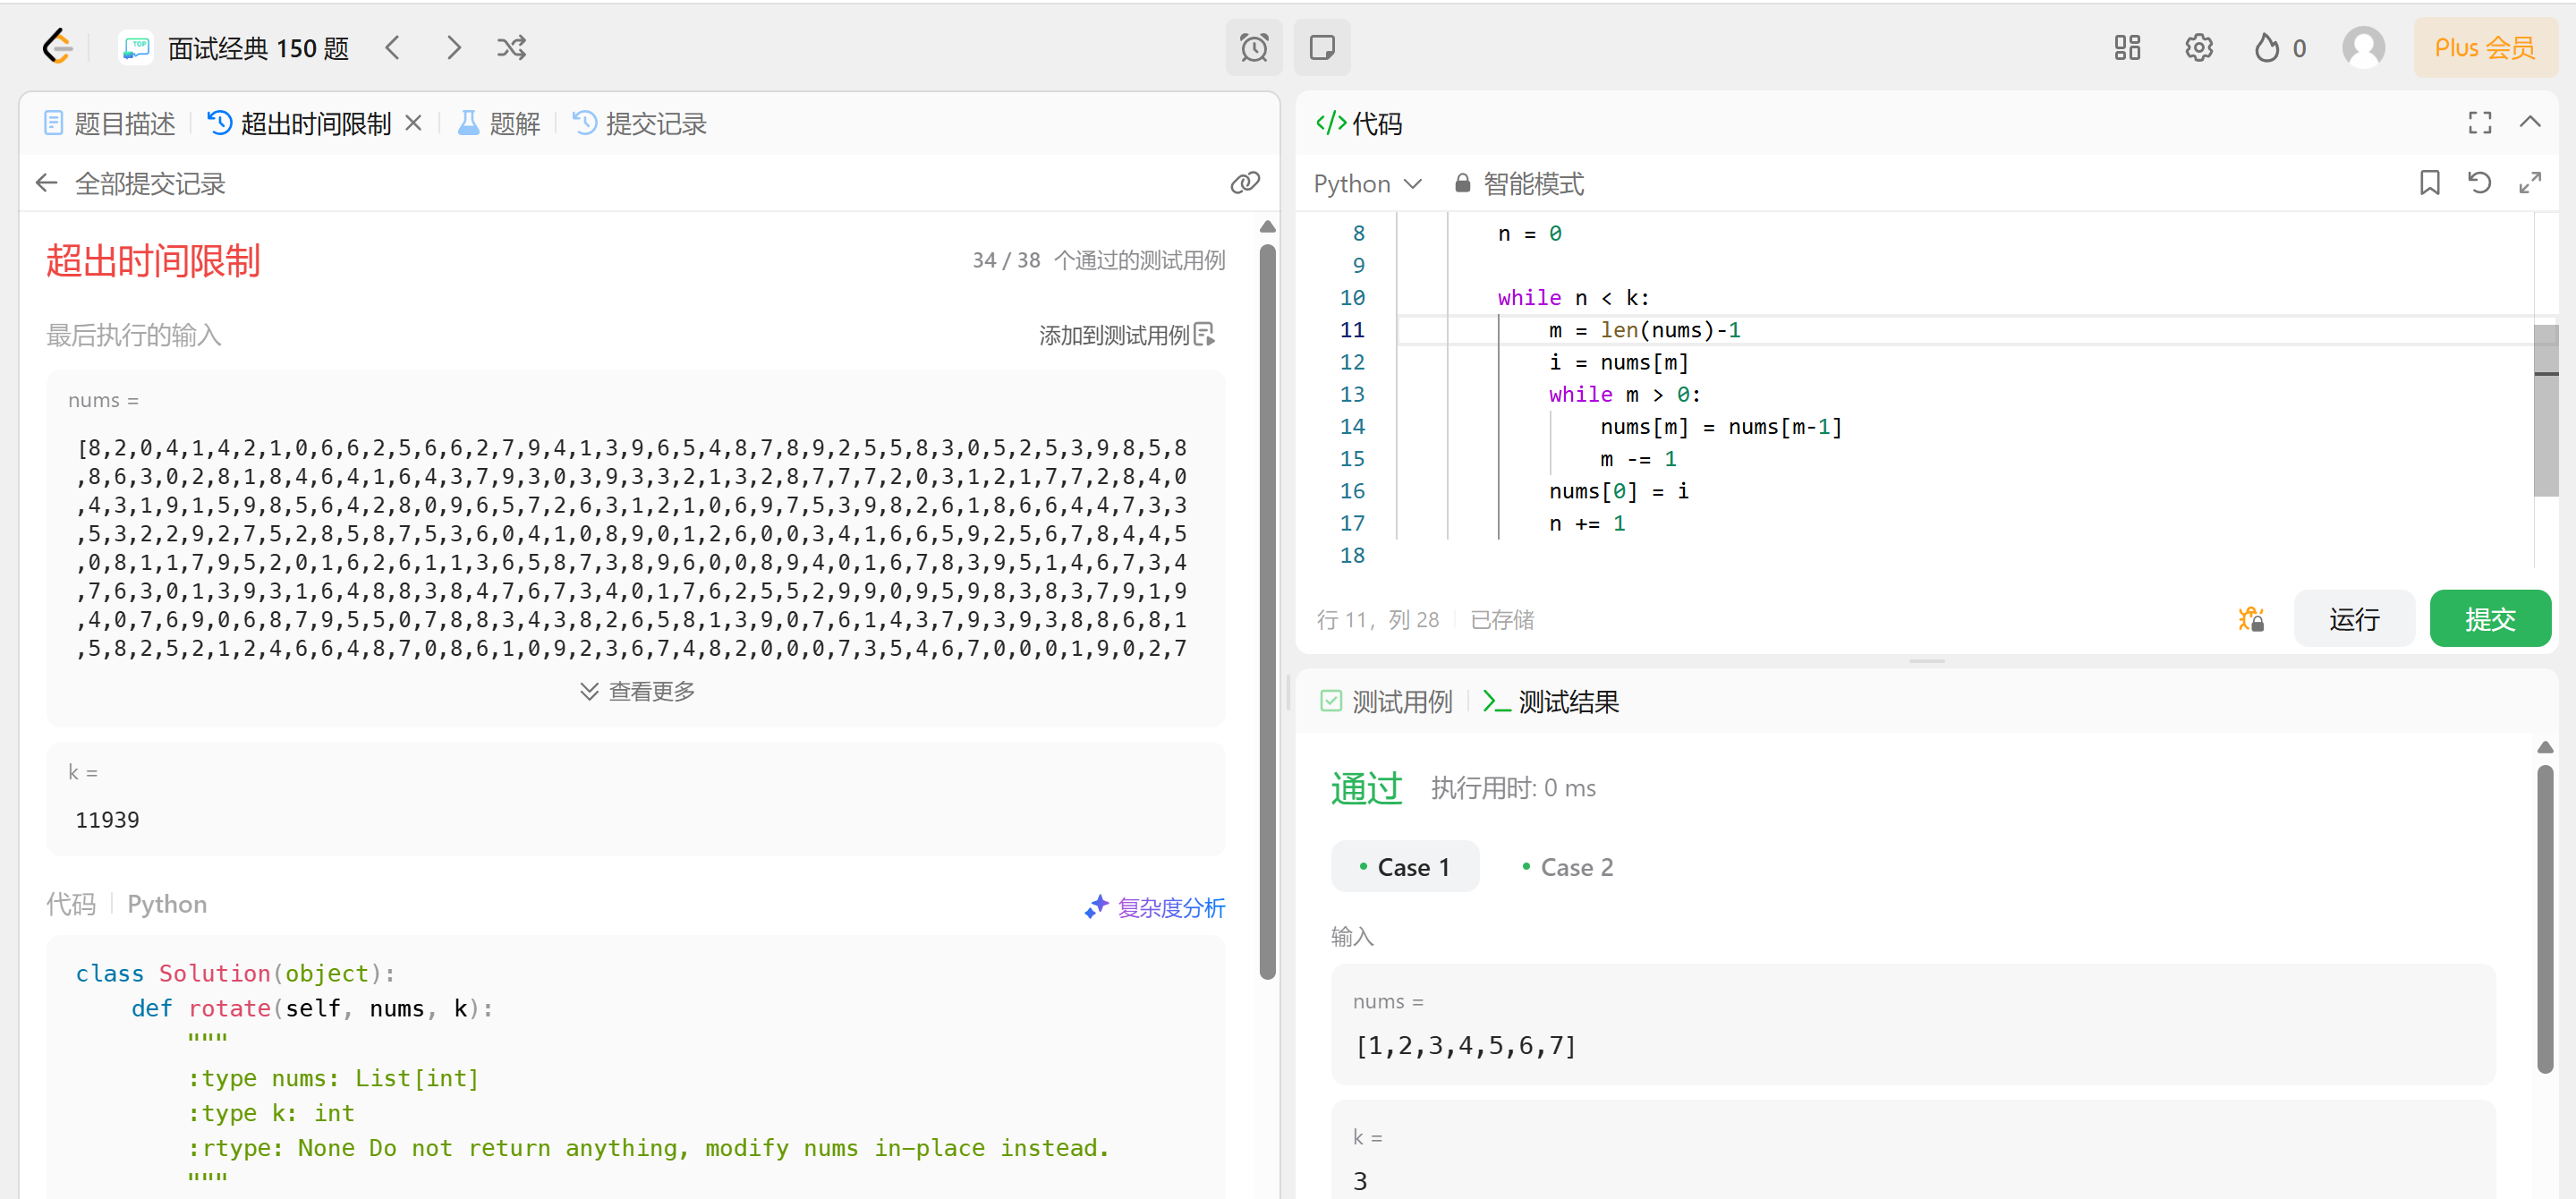 面试经典 150 题
0
Plus 会员
题目描述
超出时间限制
题解
提交记录
全部提交记录
超出时间限制
34 / 38 个通过的测试用例
最后执行的输入
添加到测试用例
nums =
[8,2,0,4,1,4,2,1,0,6,6,2,5,6,6,2,7,9,4,1,3,9,6,5,4,8,7,8,9,2,5,5,8,3,0,5,2,5,3,9,8,5,8
,8,6,3,0,2,8,1,8,4,6,4,1,6,4,3,7,9,3,0,3,9,3,3,2,1,3,2,8,7,7,7,2,0,3,1,2,1,7,7,2,8,4,0
,4,3,1,9,1,5,9,8,5,6,4,2,8,0,9,6,5,7,2,6,3,1,2,1,0,6,9,7,5,3,9,8,2,6,1,8,6,6,4,4,7,3,3
,5,3,2,2,9,2,7,5,2,8,5,8,7,5,3,6,0,4,1,0,8,9,0,1,2,6,0,0,3,4,1,6,6,5,9,2,5,6,7,8,4,4,5
,0,8,1,1,7,9,5,2,0,1,6,2,6,1,1,3,6,5,8,7,3,8,9,6,0,0,8,9,4,0,1,6,7,8,3,9,5,1,4,6,7,3,4
,7,6,3,0,1,3,9,3,1,6,4,8,8,3,8,4,7,6,7,3,4,0,1,7,6,2,5,5,2,9,9,0,9,5,9,8,3,8,3,7,9,1,9
,4,0,7,6,9,0,6,8,7,9,5,5,0,7,8,8,3,4,3,8,2,6,5,8,1,3,9,0,7,6,1,4,3,7,9,3,9,3,8,8,6,8,1
,5,8,2,5,2,1,2,4,6,6,4,8,7,0,8,6,1,0,9,2,3,6,7,4,8,2,0,0,0,7,3,5,4,6,7,0,0,0,1,9,0,2,7
查看更多
k =
11939
代码
Python
复杂度分析
class Solution(object):
    def rotate(self, nums, k):
        """
        :type nums: List[int]
        :type k: int
        :rtype: None Do not return anything, modify nums in-place instead.
        """
</> 代码
Python
智能模式
8 n = 0
9
10 while n < k:
11 m = len(nums)-1
12 i = nums[m]
13 while m > 0:
14 nums[m] = nums[m-1]
15 m -= 1
16 nums[0] = i
17 n += 1
18
行 11, 列 28
已存储
运行
提交
测试用例
测试结果
通过
执行用时: 0 ms
Case 1
Case 2
输入
nums =
[1,2,3,4,5,6,7]
k =
3